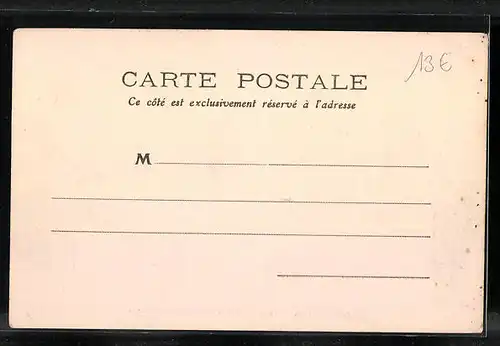 13€
CARTE POSTALE
Ce côté est exclusivement réservé à l'adresse
M